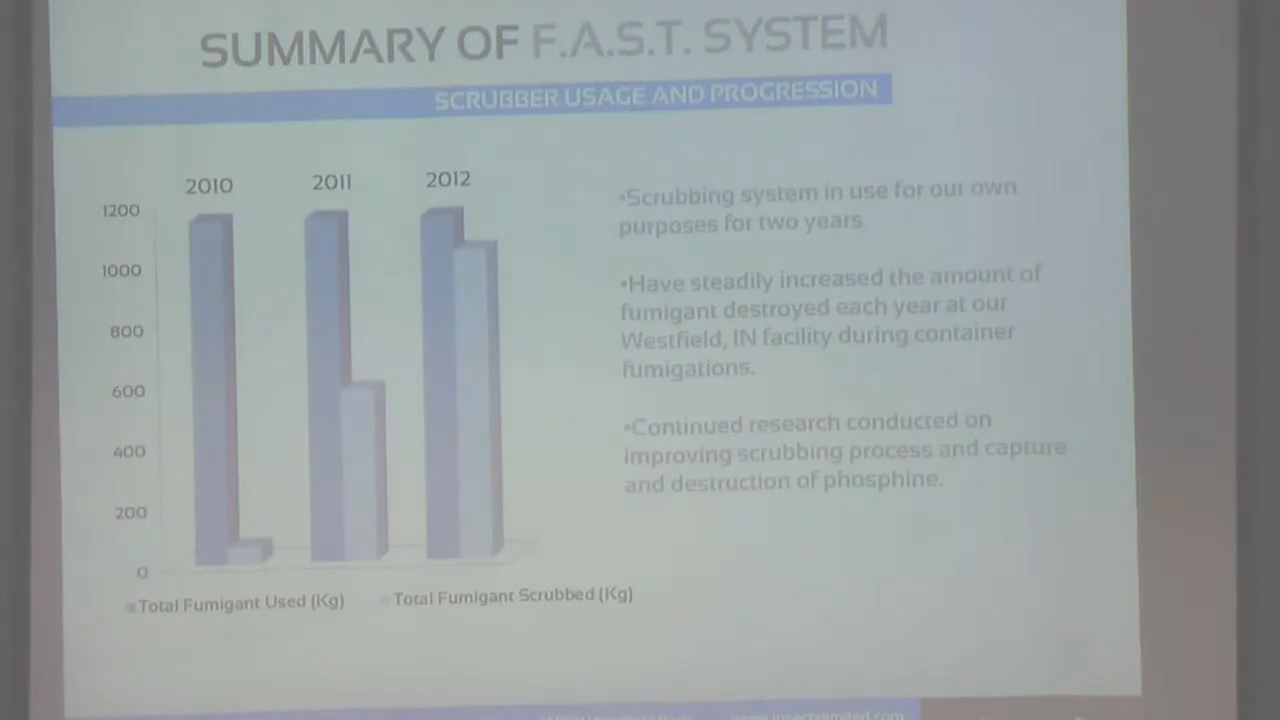 SUMMARY OF F.A.S.T. SYSTEM
SCRUBBER USAGE AND PROGRESSION
2010
2011
2012
1200
1000
800
600
400
200
0
Total Fumigant Used (Kg)
Total Fumigant Scrubbed (Kg)
•Scrubbing system in use for our own
purposes for two years
•Have steadily increased the amount of
fumigant destroyed each year at our
Westfield, IN facility during container
fumigations.
•Continued research conducted on
improving scrubbing process and capture
and destruction of phosphine.
www.insectslimited.com